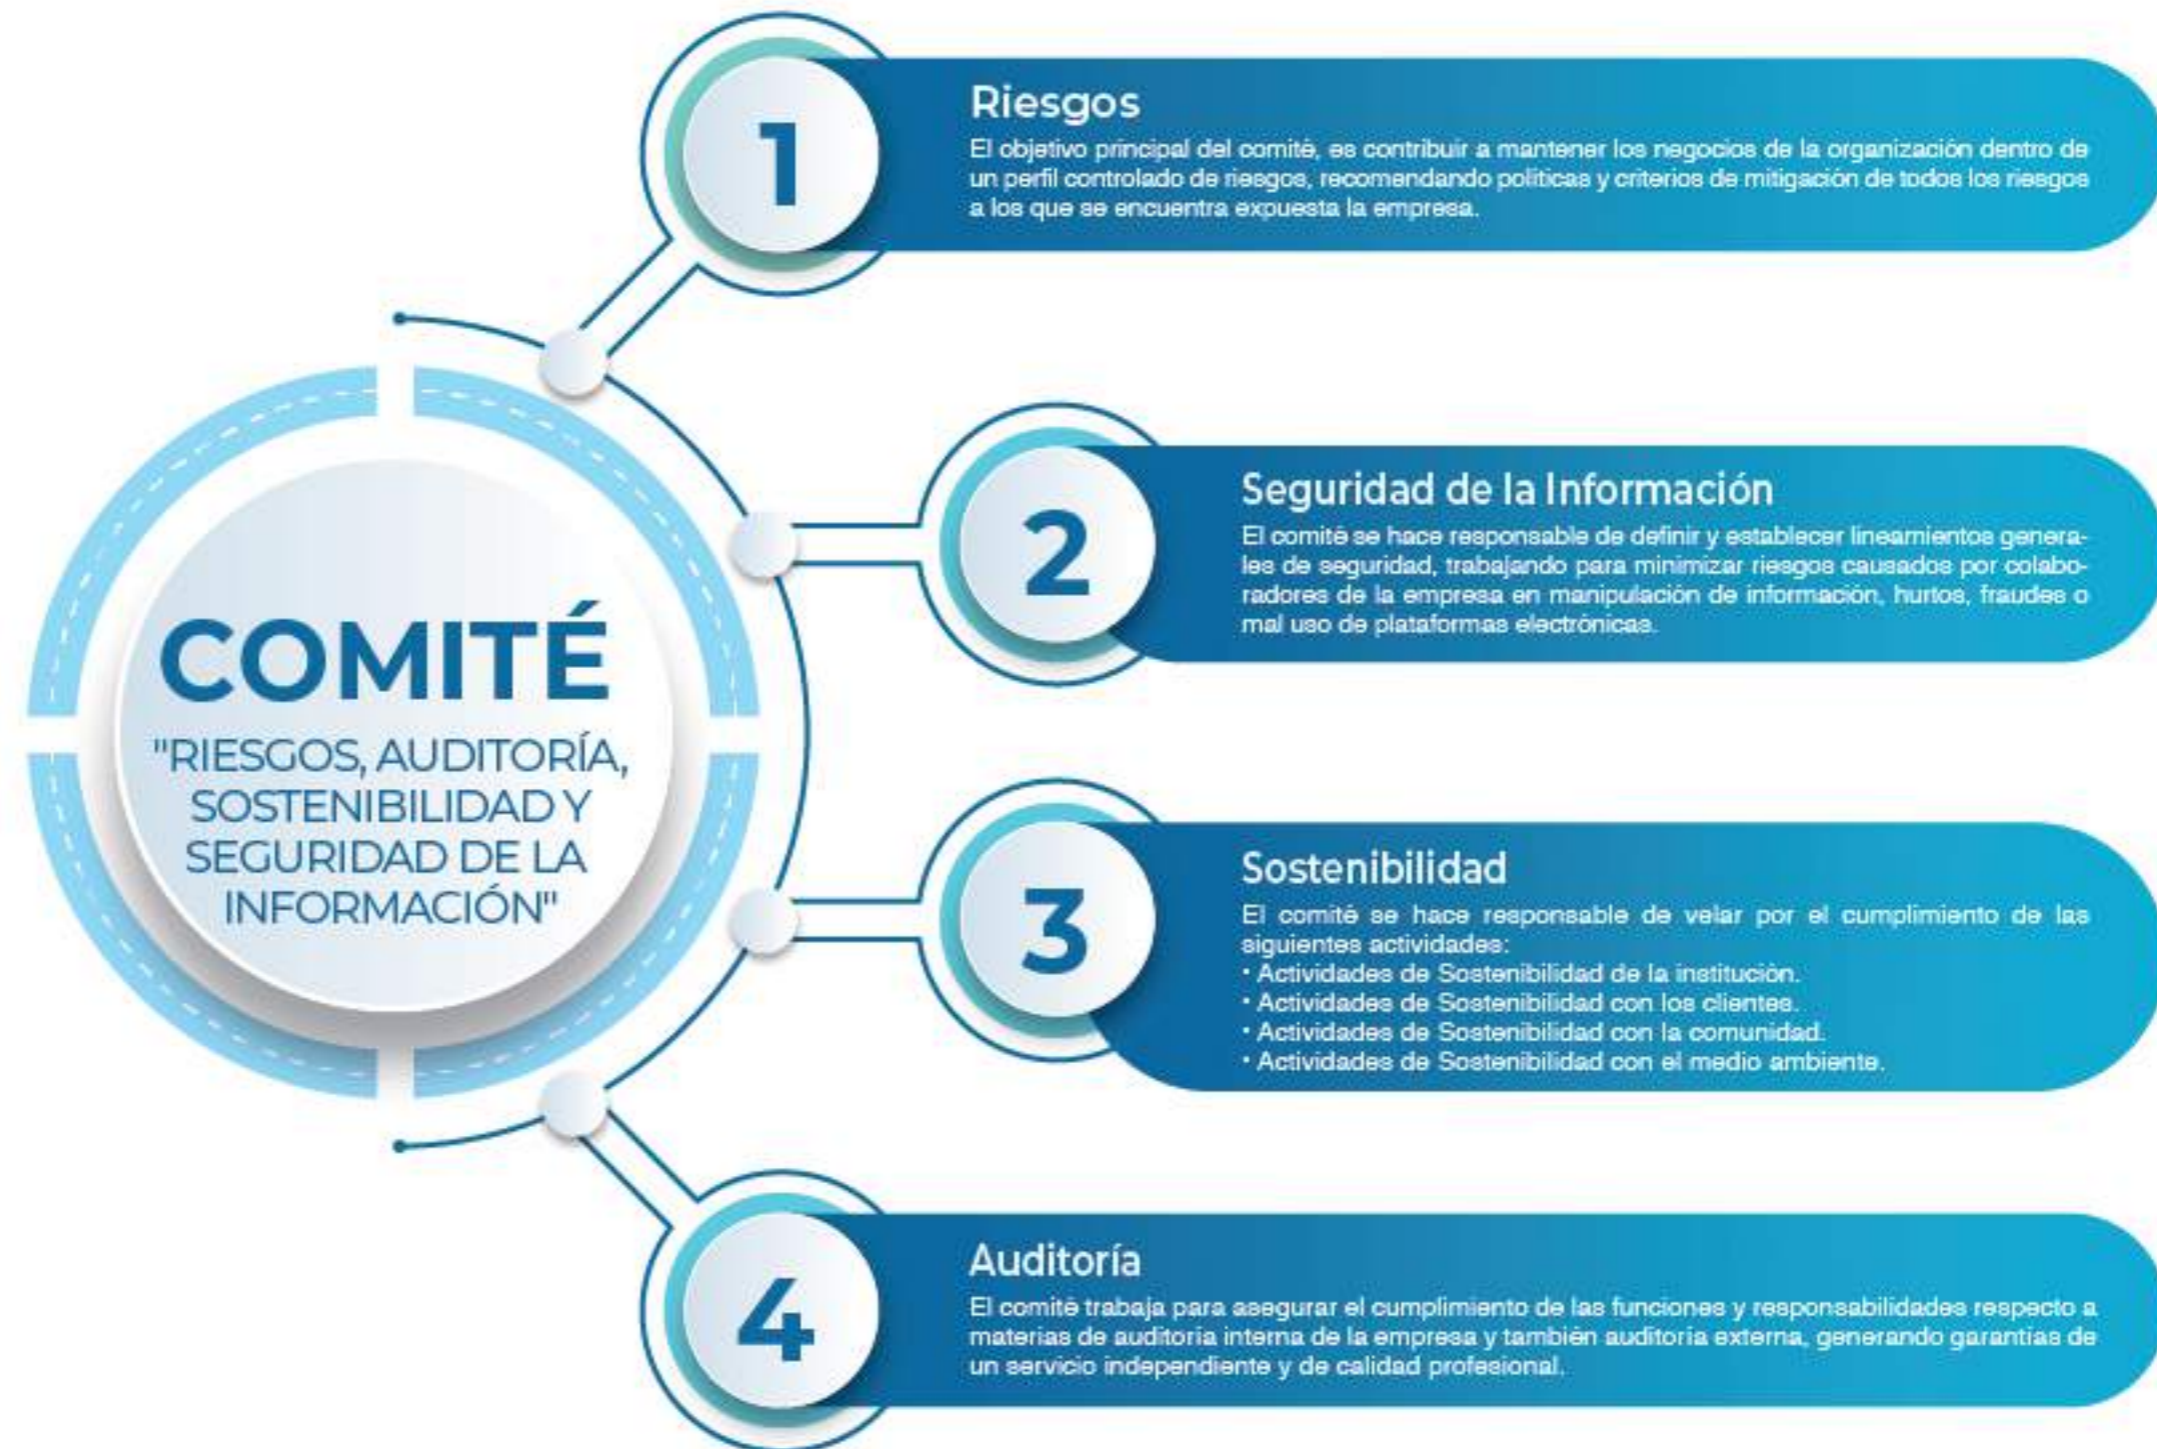 COMITÉ
"RIESGOS, AUDITORÍA,
SOSTENIBILIDAD Y
SEGURIDAD DE LA
INFORMACIÓN"
1
Riesgos
El objetivo principal del comité, es contribuir a mantener los negocios de la organización dentro de
un perfil controlado de riesgos, recomendando políticas y criterios de mitigación de todos los riesgos
a los que se encuentra expuesta la empresa.
2
Seguridad de la Información
El comité se hace responsable de definir y establecer lineamientos genera-
les de seguridad, trabajando para minimizar riesgos causados por colabo-
radores de la empresa en manipulación de información, hurtos, fraudes o
mal uso de plataformas electrónicas.
3
Sostenibilidad
El comité se hace responsable de velar por el cumplimiento de las
siguientes actividades:
• Actividades de Sostenibilidad de la institución.
• Actividades de Sostenibilidad con los clientes.
• Actividades de Sostenibilidad con la comunidad.
• Actividades de Sostenibilidad con el medio ambiente.
4
Auditoría
El comité trabaja para asegurar el cumplimiento de las funciones y responsabilidades respecto a
materias de auditoría interna de la empresa y también auditoría externa, generando garantías de
un servicio independiente y de calidad profesional.